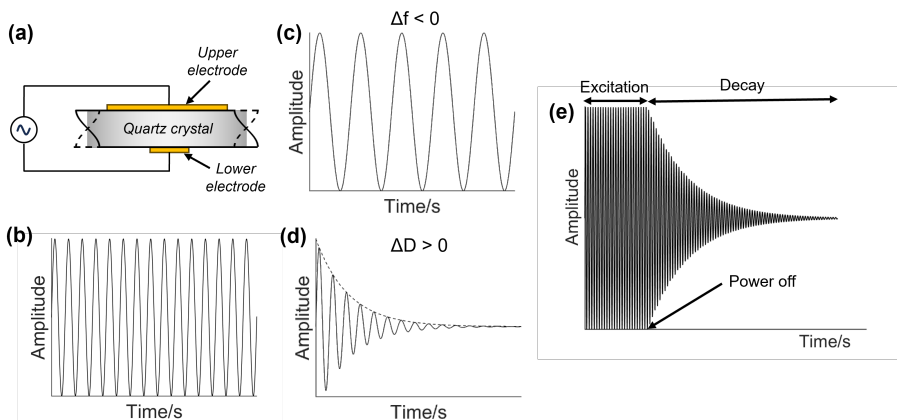 (a)
Upper
electrode
Quartz crystal
Lower
electrode
(b)
Amplitude
Time/s
(c)
Δf < 0
Amplitude
Time/s
(d)
ΔD > 0
Amplitude
Time/s
(e)
Excitation
Decay
Amplitude
Power off
Time/s